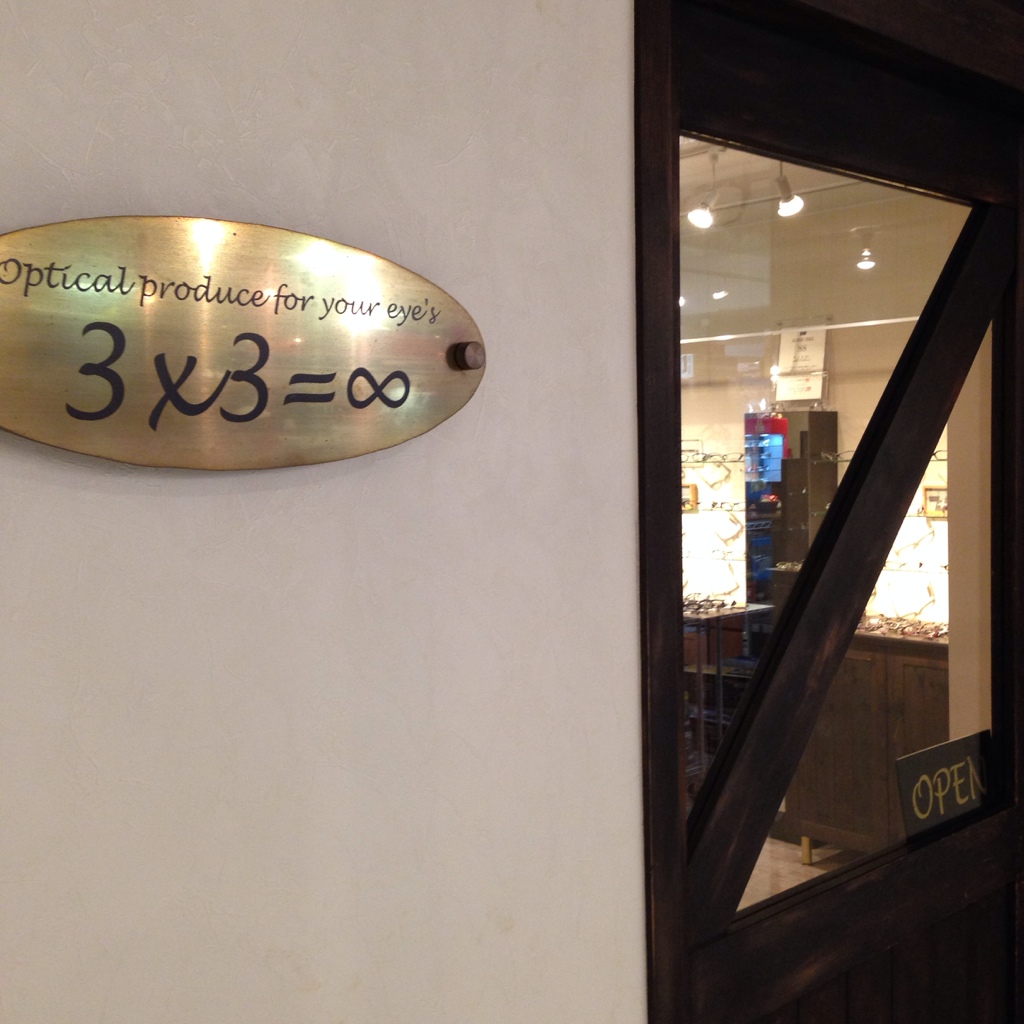 Optical produce for your eye's
3x3=∞
OPEN